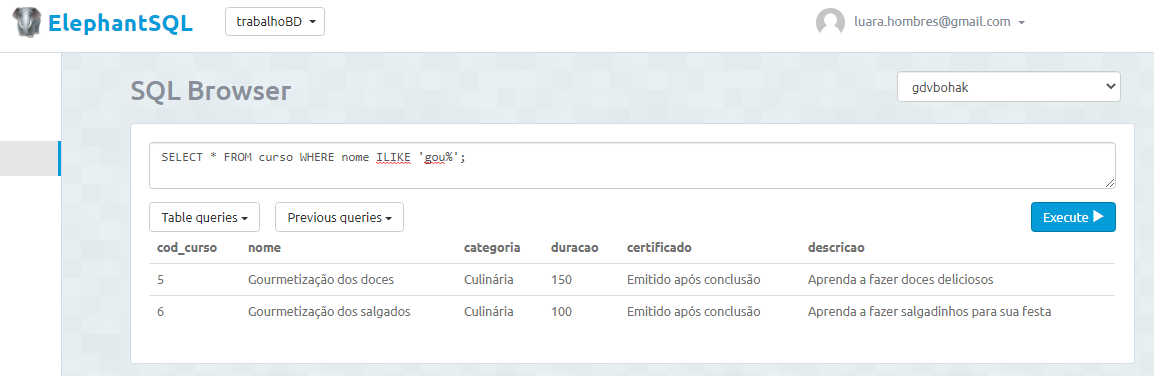 ElephantSQL trabalhoBD luara.hombres@gmail.com
SQL Browser gdvbohak
SELECT * FROM curso WHERE nome ILIKE 'gou%';
Table queries Previous queries Execute
cod_curso nome categoria duracao certificado descricao
5 Gourmetização dos doces Culinária 150 Emitido após conclusão Aprenda a fazer doces deliciosos
6 Gourmetização dos salgados Culinária 100 Emitido após conclusão Aprenda a fazer salgadinhos para sua festa